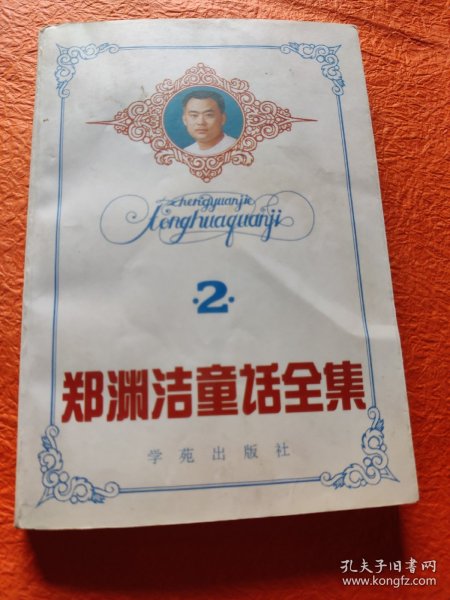 zhengyuanjie
tonghuaquanji
·2·
郑渊洁童话全集
学苑出版社
孔夫子旧书网
www.kongfz.com